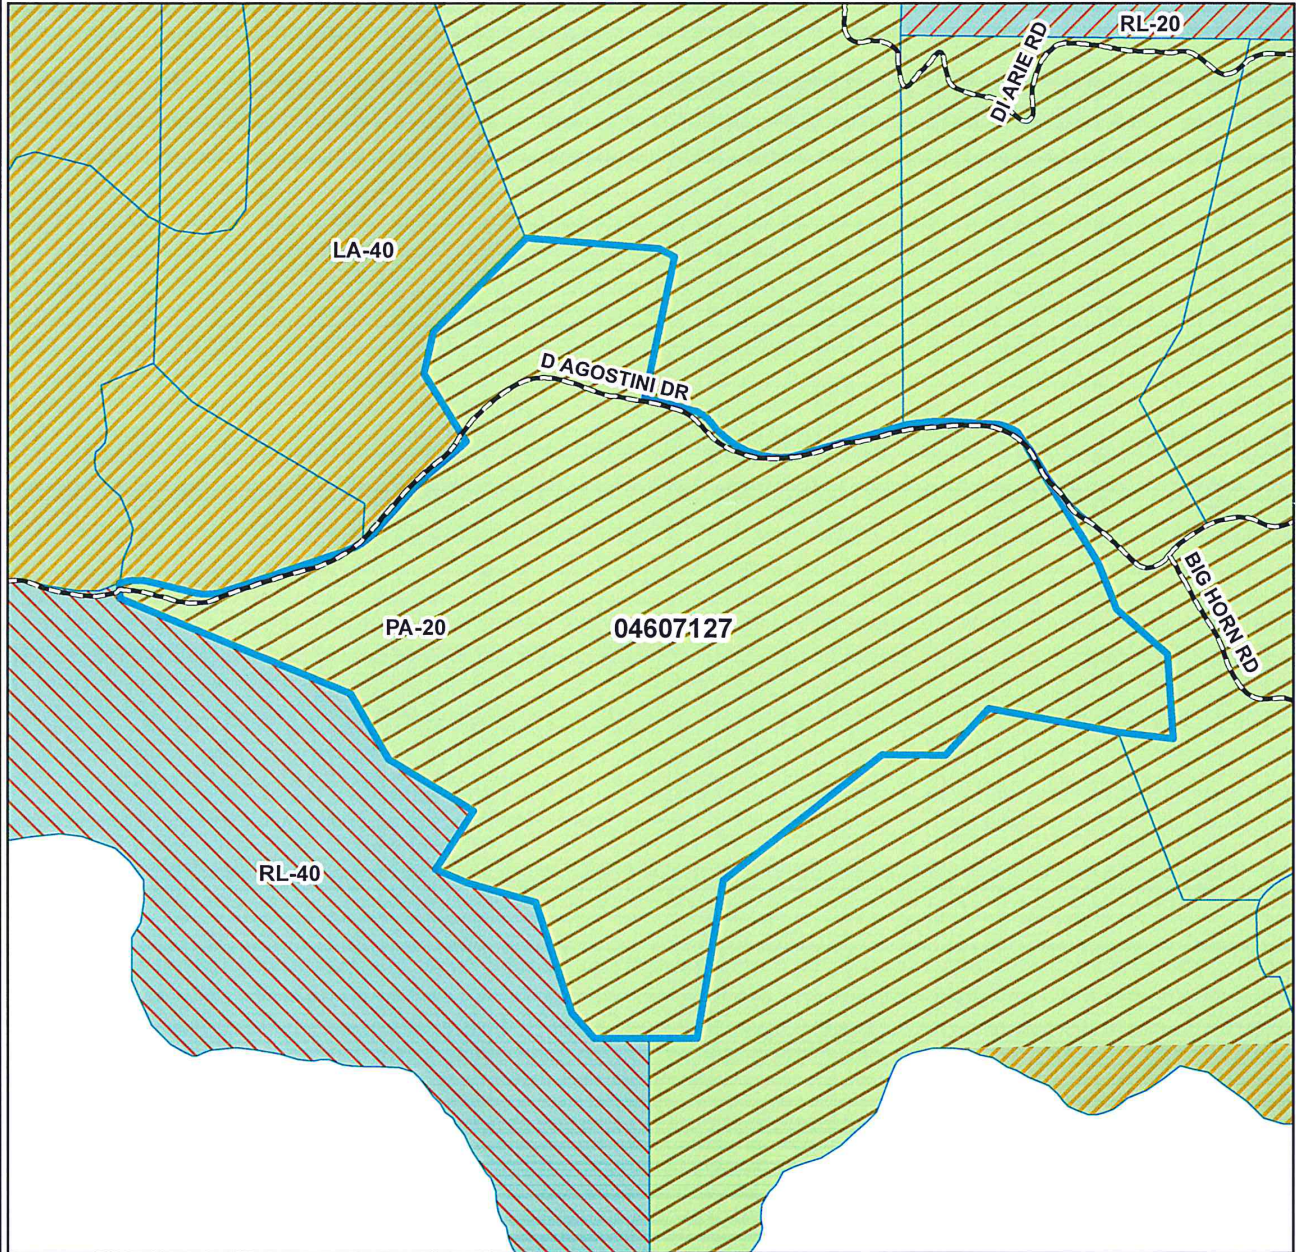 RL-20
DI ARIE RD
LA-40
D AGOSTINI DR
BIG HORN RD
PA-20
04607127
RL-40